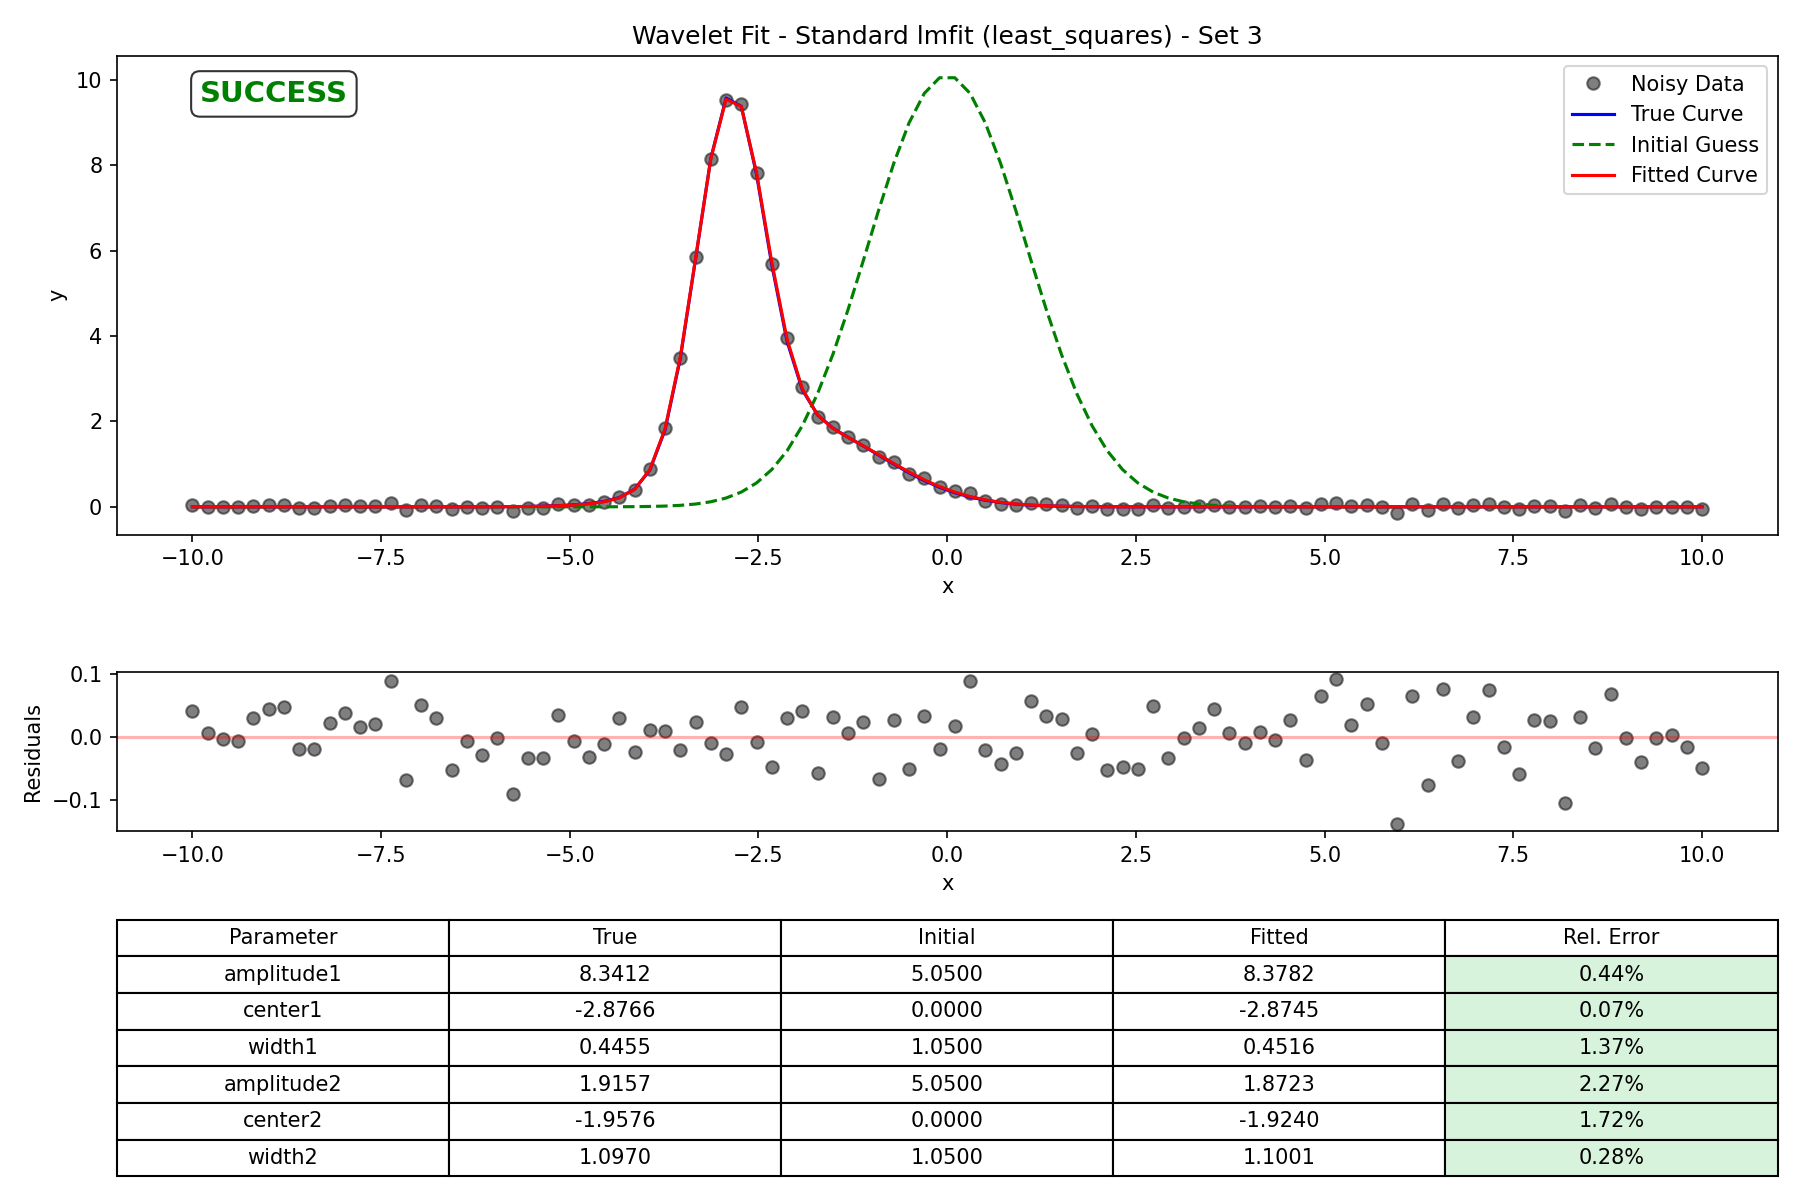 Wavelet Fit - Standard lmfit (least_squares) - Set 3
SUCCESS
Noisy Data
True Curve
Initial Guess
Fitted Curve
y
10
8
6
4
2
0
−10.0 −7.5 −5.0 −2.5 0.0 2.5 5.0 7.5 10.0
x
Residuals
0.1
0.0
−0.1
−10.0 −7.5 −5.0 −2.5 0.0 2.5 5.0 7.5 10.0
x
Parameter True Initial Fitted Rel. Error
amplitude1 8.3412 5.0500 8.3782 0.44%
center1 -2.8766 0.0000 -2.8745 0.07%
width1 0.4455 1.0500 0.4516 1.37%
amplitude2 1.9157 5.0500 1.8723 2.27%
center2 -1.9576 0.0000 -1.9240 1.72%
width2 1.0970 1.0500 1.1001 0.28%